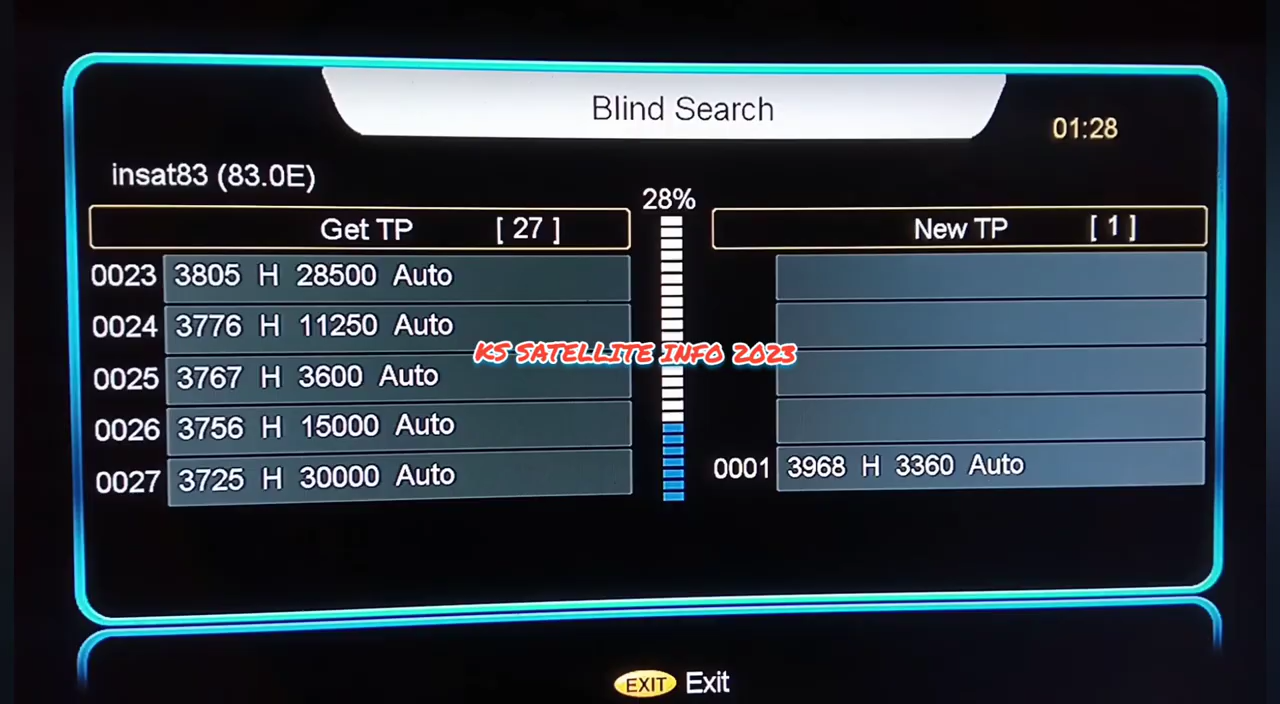 Blind Search
01:28
insat83 (83.0E)
28%
Get TP [ 27 ]
New TP [ 1 ]
0023 3805 H 28500 Auto
0024 3776 H 11250 Auto
0025 3767 H 3600 Auto
0026 3756 H 15000 Auto
0027 3725 H 30000 Auto
0001 3968 H 3360 Auto
KS SATELLITE INFO 2023
EXIT Exit